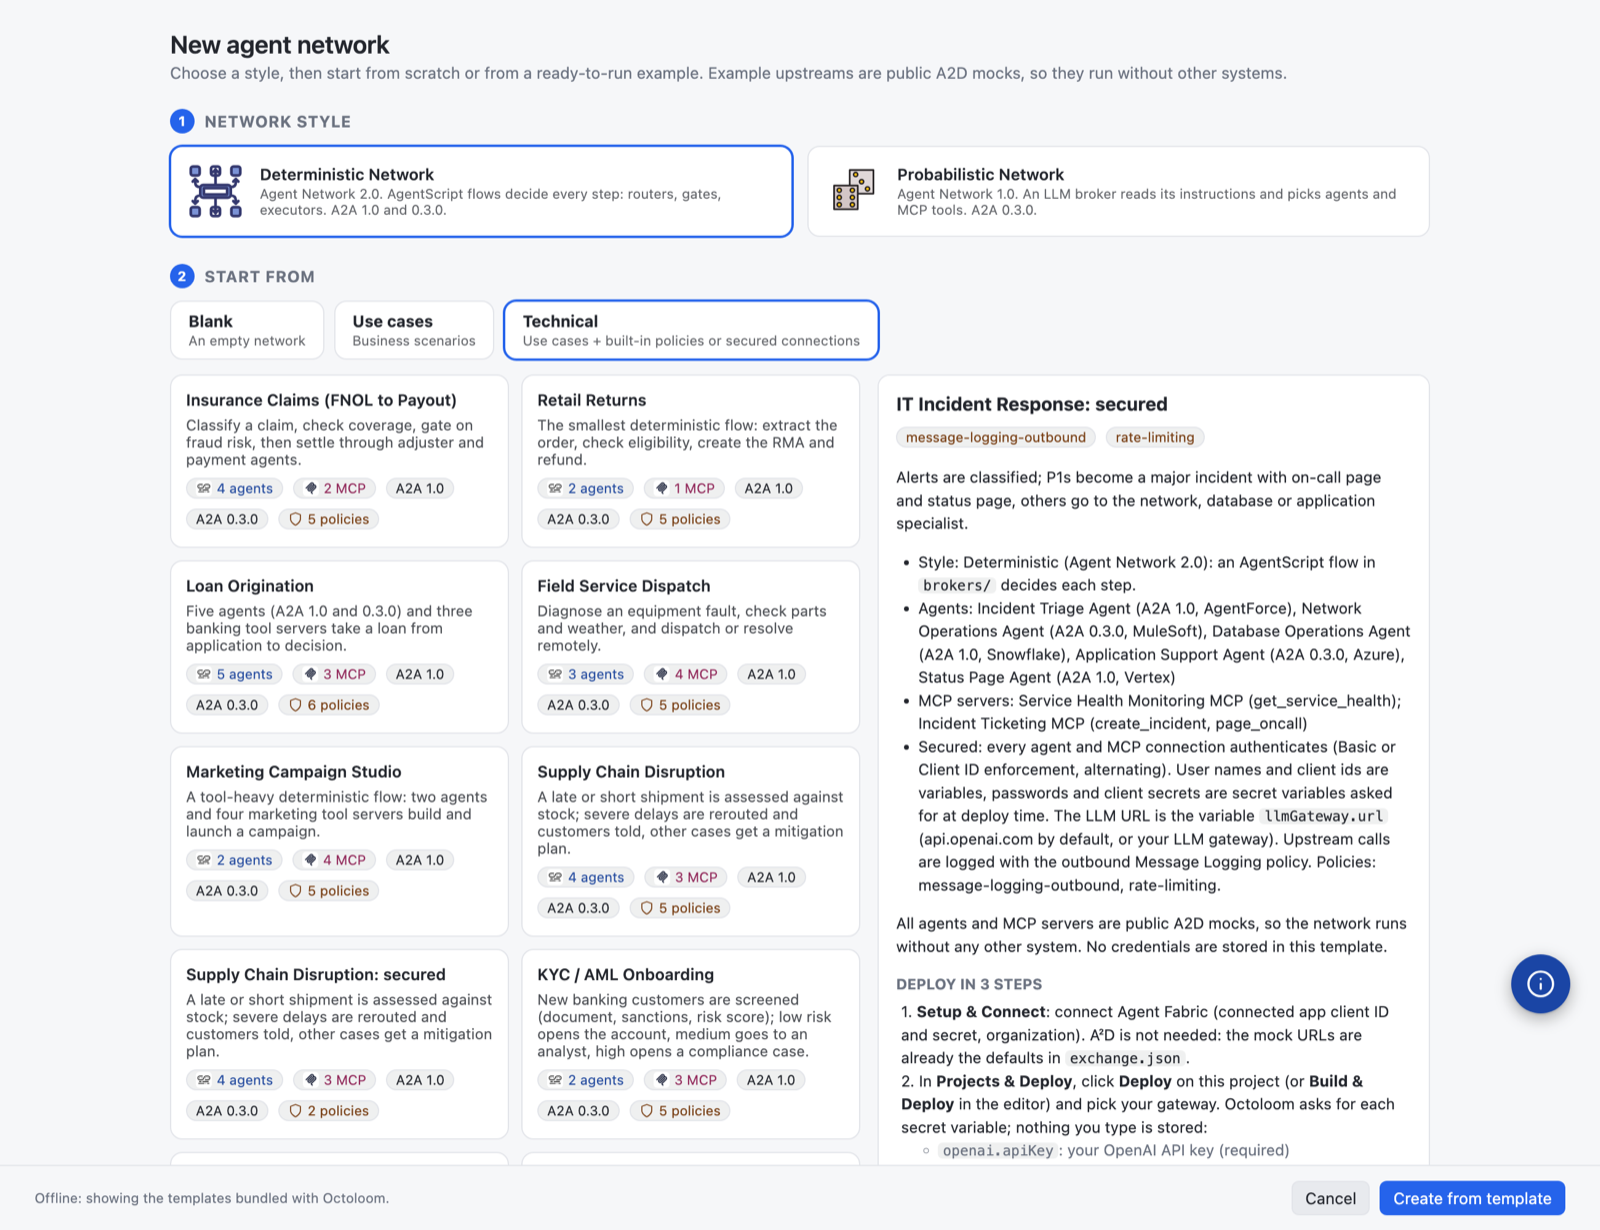 New agent network
Choose a style, then start from scratch or from a ready-to-run example. Example upstreams are public A2D mocks, so they run without other systems.
1 NETWORK STYLE
Deterministic Network
Agent Network 2.0. AgentScript flows decide every step: routers, gates,
executors. A2A 1.0 and 0.3.0.
Probabilistic Network
Agent Network 1.0. An LLM broker reads its instructions and picks agents and
MCP tools. A2A 0.3.0.
2 START FROM
Blank
An empty network
Use cases
Business scenarios
Technical
Use cases + built-in policies or secured connections
Insurance Claims (FNOL to Payout)
Classify a claim, check coverage, gate on
fraud risk, then settle through adjuster and
payment agents.
4 agents 2 MCP A2A 1.0
A2A 0.3.0 5 policies
Retail Returns
The smallest deterministic flow: extract the
order, check eligibility, create the RMA and
refund.
2 agents 1 MCP A2A 1.0
A2A 0.3.0 5 policies
Loan Origination
Five agents (A2A 1.0 and 0.3.0) and three
banking tool servers take a loan from
application to decision.
5 agents 3 MCP A2A 1.0
A2A 0.3.0 6 policies
Field Service Dispatch
Diagnose an equipment fault, check parts
and weather, and dispatch or resolve
remotely.
3 agents 4 MCP A2A 1.0
A2A 0.3.0 5 policies
Marketing Campaign Studio
A tool-heavy deterministic flow: two agents
and four marketing tool servers build and
launch a campaign.
2 agents 4 MCP A2A 1.0
A2A 0.3.0 5 policies
Supply Chain Disruption
A late or short shipment is assessed against
stock; severe delays are rerouted and
customers told, other cases get a mitigation
plan.
4 agents 3 MCP A2A 1.0
A2A 0.3.0 5 policies
Supply Chain Disruption: secured
A late or short shipment is assessed against
stock; severe delays are rerouted and
customers told, other cases get a mitigation
plan.
4 agents 3 MCP A2A 1.0
A2A 0.3.0 2 policies
KYC / AML Onboarding
New banking customers are screened
(document, sanctions, risk score); low risk
opens the account, medium goes to an
analyst, high opens a compliance case.
2 agents 3 MCP A2A 1.0
A2A 0.3.0 5 policies
IT Incident Response: secured
message-logging-outbound rate-limiting
Alerts are classified; P1s become a major incident with on-call page
and status page, others go to the network, database or application
specialist.
• Style: Deterministic (Agent Network 2.0): an AgentScript flow in
brokers/ decides each step.
• Agents: Incident Triage Agent (A2A 1.0, AgentForce), Network
Operations Agent (A2A 0.3.0, MuleSoft), Database Operations Agent
(A2A 1.0, Snowflake), Application Support Agent (A2A 0.3.0, Azure),
Status Page Agent (A2A 1.0, Vertex)
• MCP servers: Service Health Monitoring MCP (get_service_health);
Incident Ticketing MCP (create_incident, page_oncall)
• Secured: every agent and MCP connection authenticates (Basic or
Client ID enforcement, alternating). User names and client ids are
variables, passwords and client secrets are secret variables asked
for at deploy time. The LLM URL is the variable llmGateway.url
(api.openai.com by default, or your LLM gateway). Upstream calls
are logged with the outbound Message Logging policy. Policies:
message-logging-outbound, rate-limiting.
All agents and MCP servers are public A2D mocks, so the network runs
without any other system. No credentials are stored in this template.
DEPLOY IN 3 STEPS
1. Setup & Connect: connect Agent Fabric (connected app client ID
and secret, organization). A²D is not needed: the mock URLs are
already the defaults in exchange.json.
2. In Projects & Deploy, click Deploy on this project (or Build &
Deploy in the editor) and pick your gateway. Octoloom asks for each
secret variable; nothing you type is stored:
◦ openai.apiKey: your OpenAI API key (required)
Offline: showing the templates bundled with Octoloom.
Cancel
Create from template